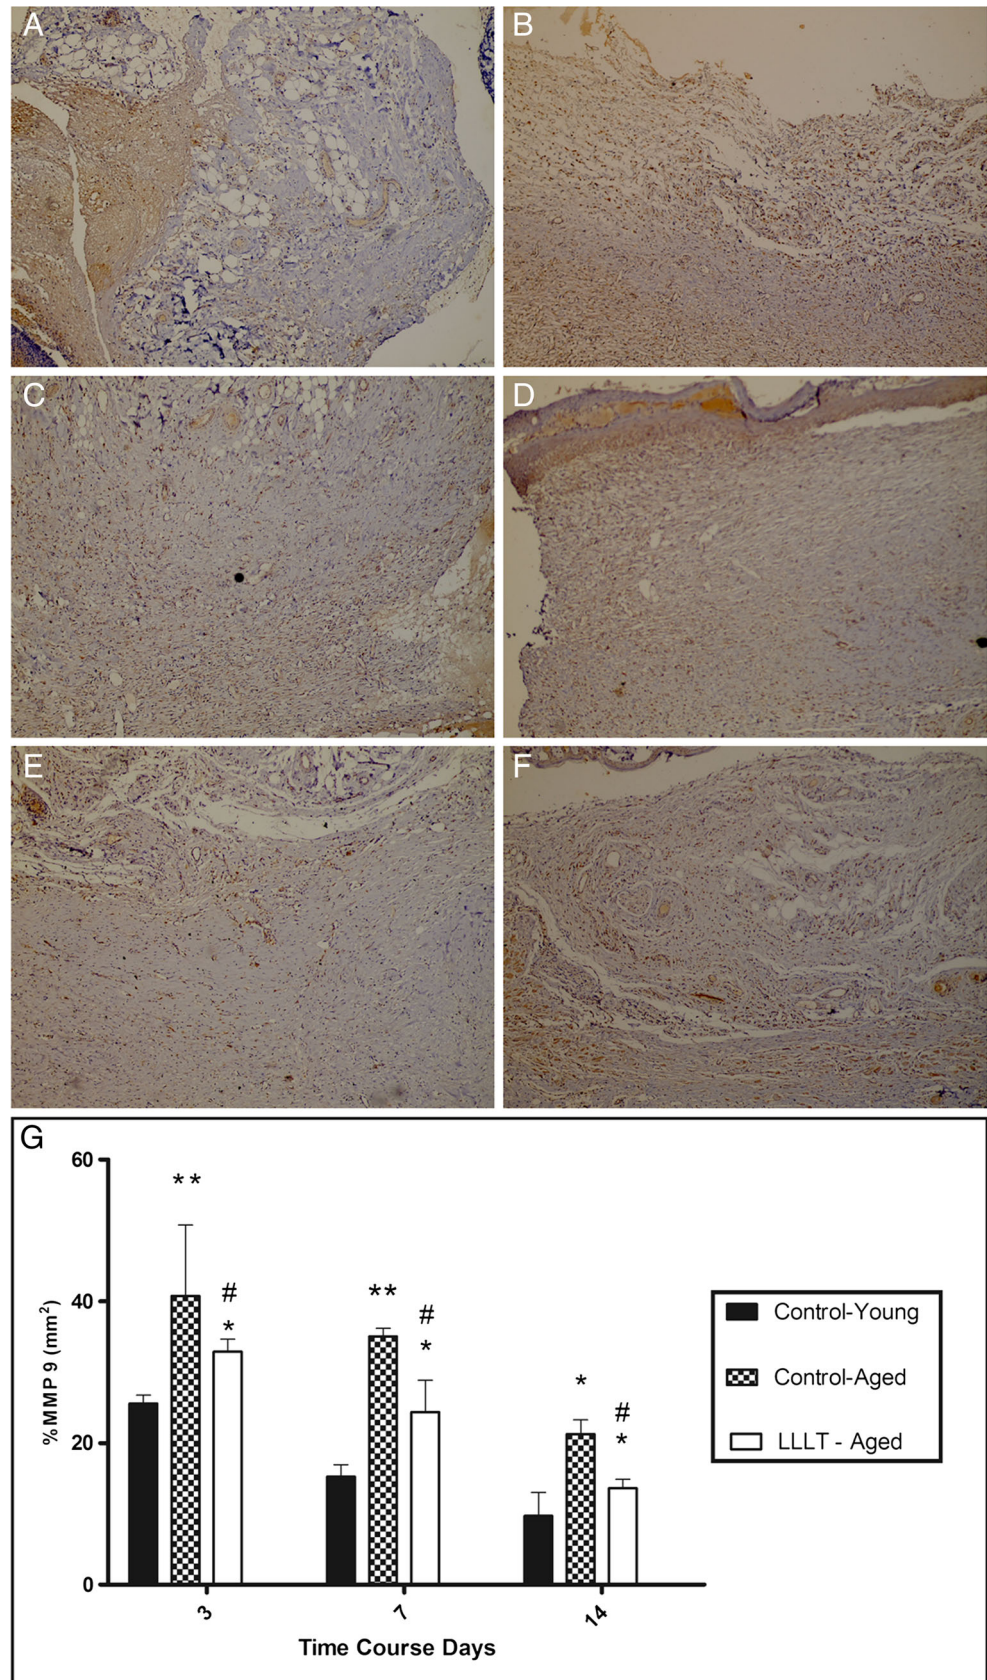 A
B
C
D
E
F
G
60
40
20
0
%MMP 9 (mm²)
**
#
*
**
#
*
*
#
*
3
7
14
Time Course Days
Control-Young
Control-Aged
LLLT - Aged